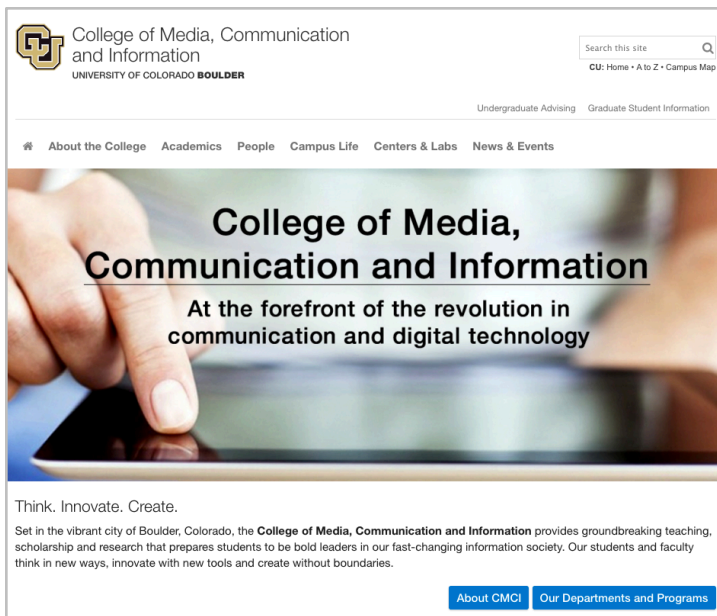 College of Media, Communication
and Information
UNIVERSITY OF COLORADO BOULDER
Search this site
CU: Home • A to Z • Campus Map
Undergraduate Advising Graduate Student Information
About the College Academics People Campus Life Centers & Labs News & Events
College of Media,
Communication and Information
At the forefront of the revolution in
communication and digital technology
Think. Innovate. Create.
Set in the vibrant city of Boulder, Colorado, the College of Media, Communication and Information provides groundbreaking teaching,
scholarship and research that prepares students to be bold leaders in our fast-changing information society. Our students and faculty
think in new ways, innovate with new tools and create without boundaries.
About CMCI Our Departments and Programs